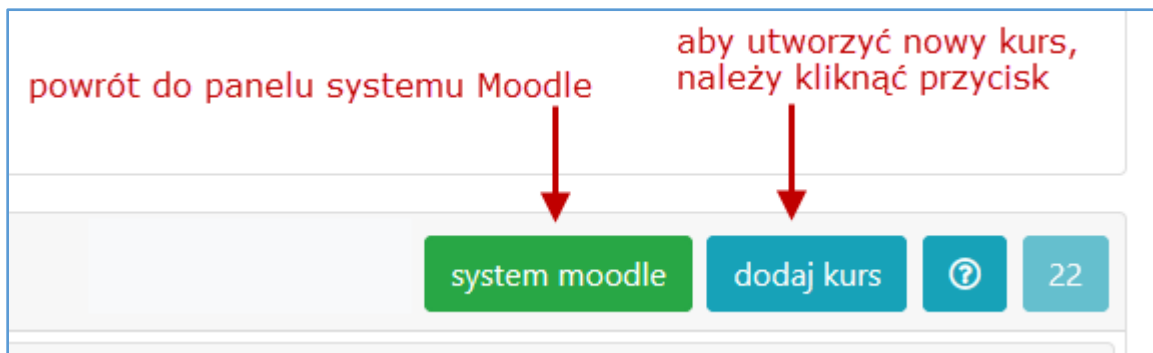 aby utworzyć nowy kurs,
należy kliknąć przycisk
powrót do panelu systemu Moodle
system moodle
dodaj kurs
?
22